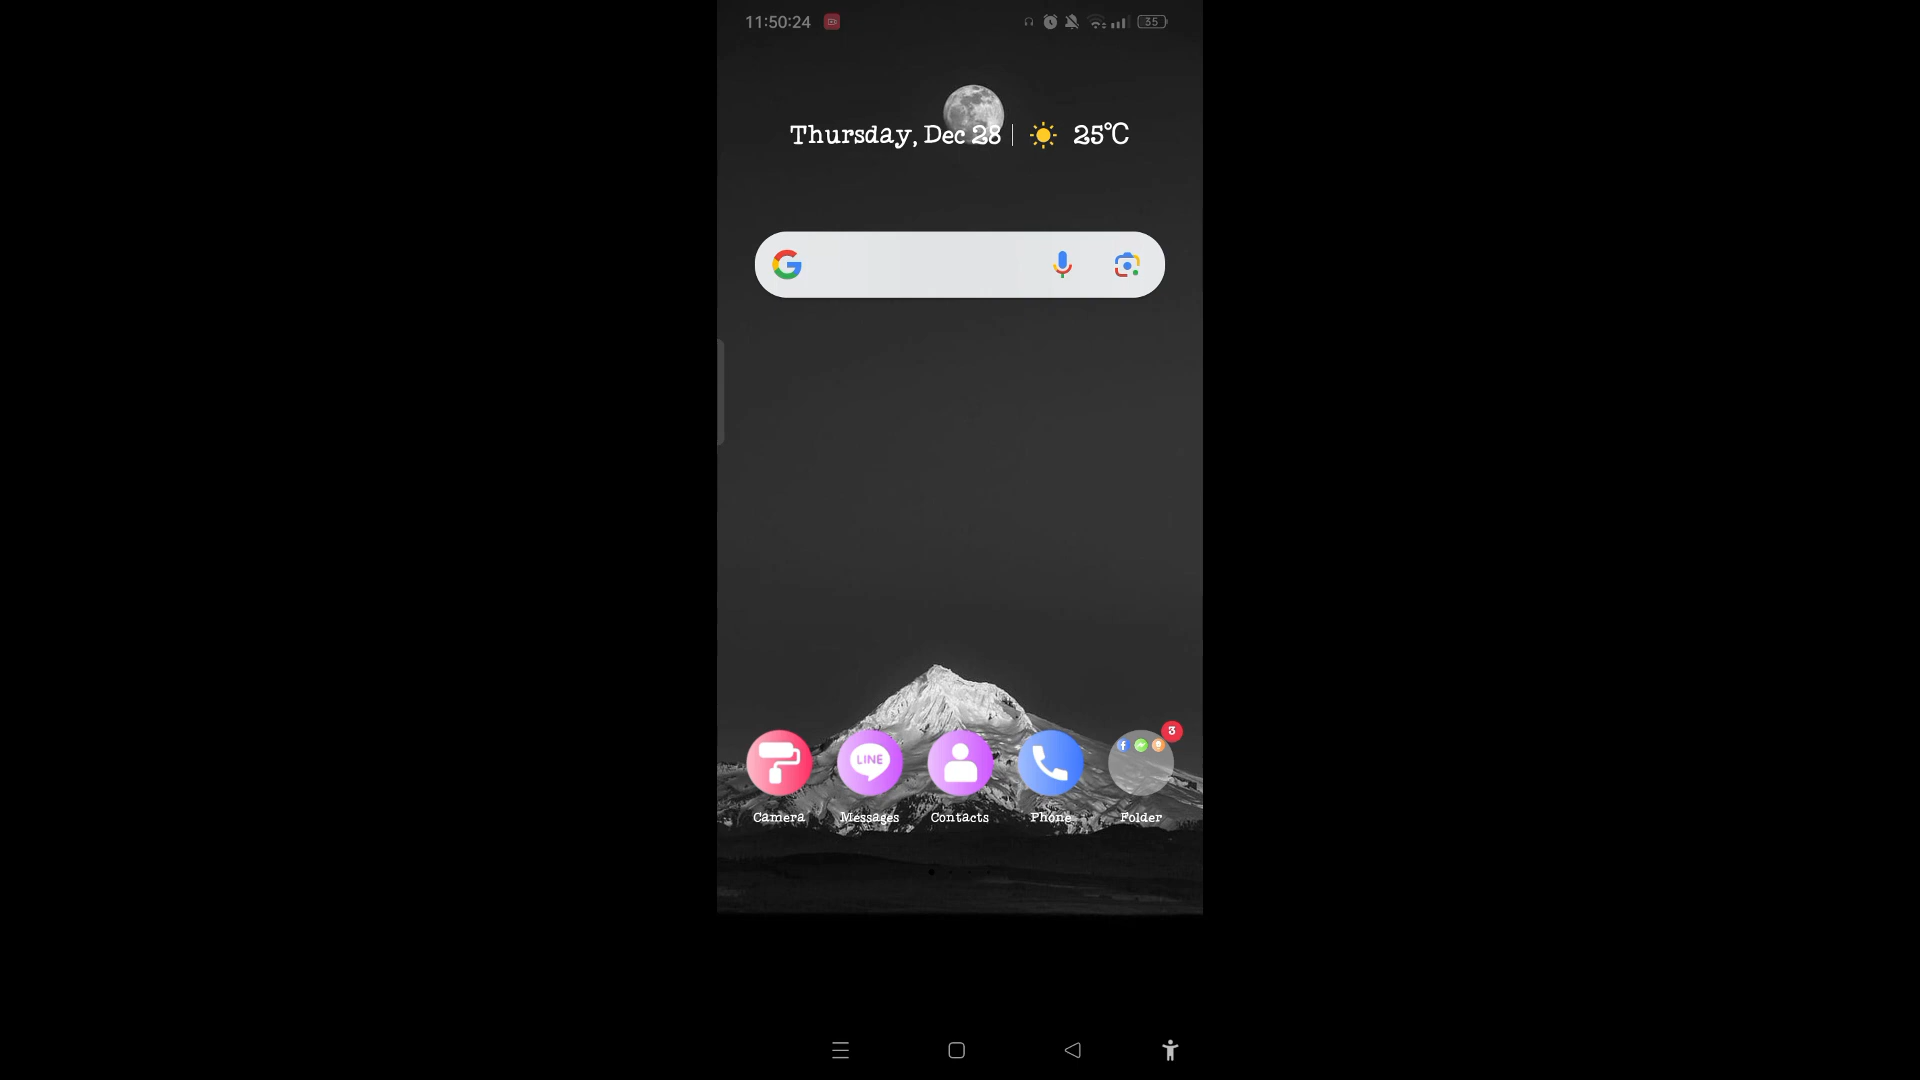 11:50:24
35
Thursday, Dec 28 25°C
3
LINE
Camera Messages Contacts Phone Folder